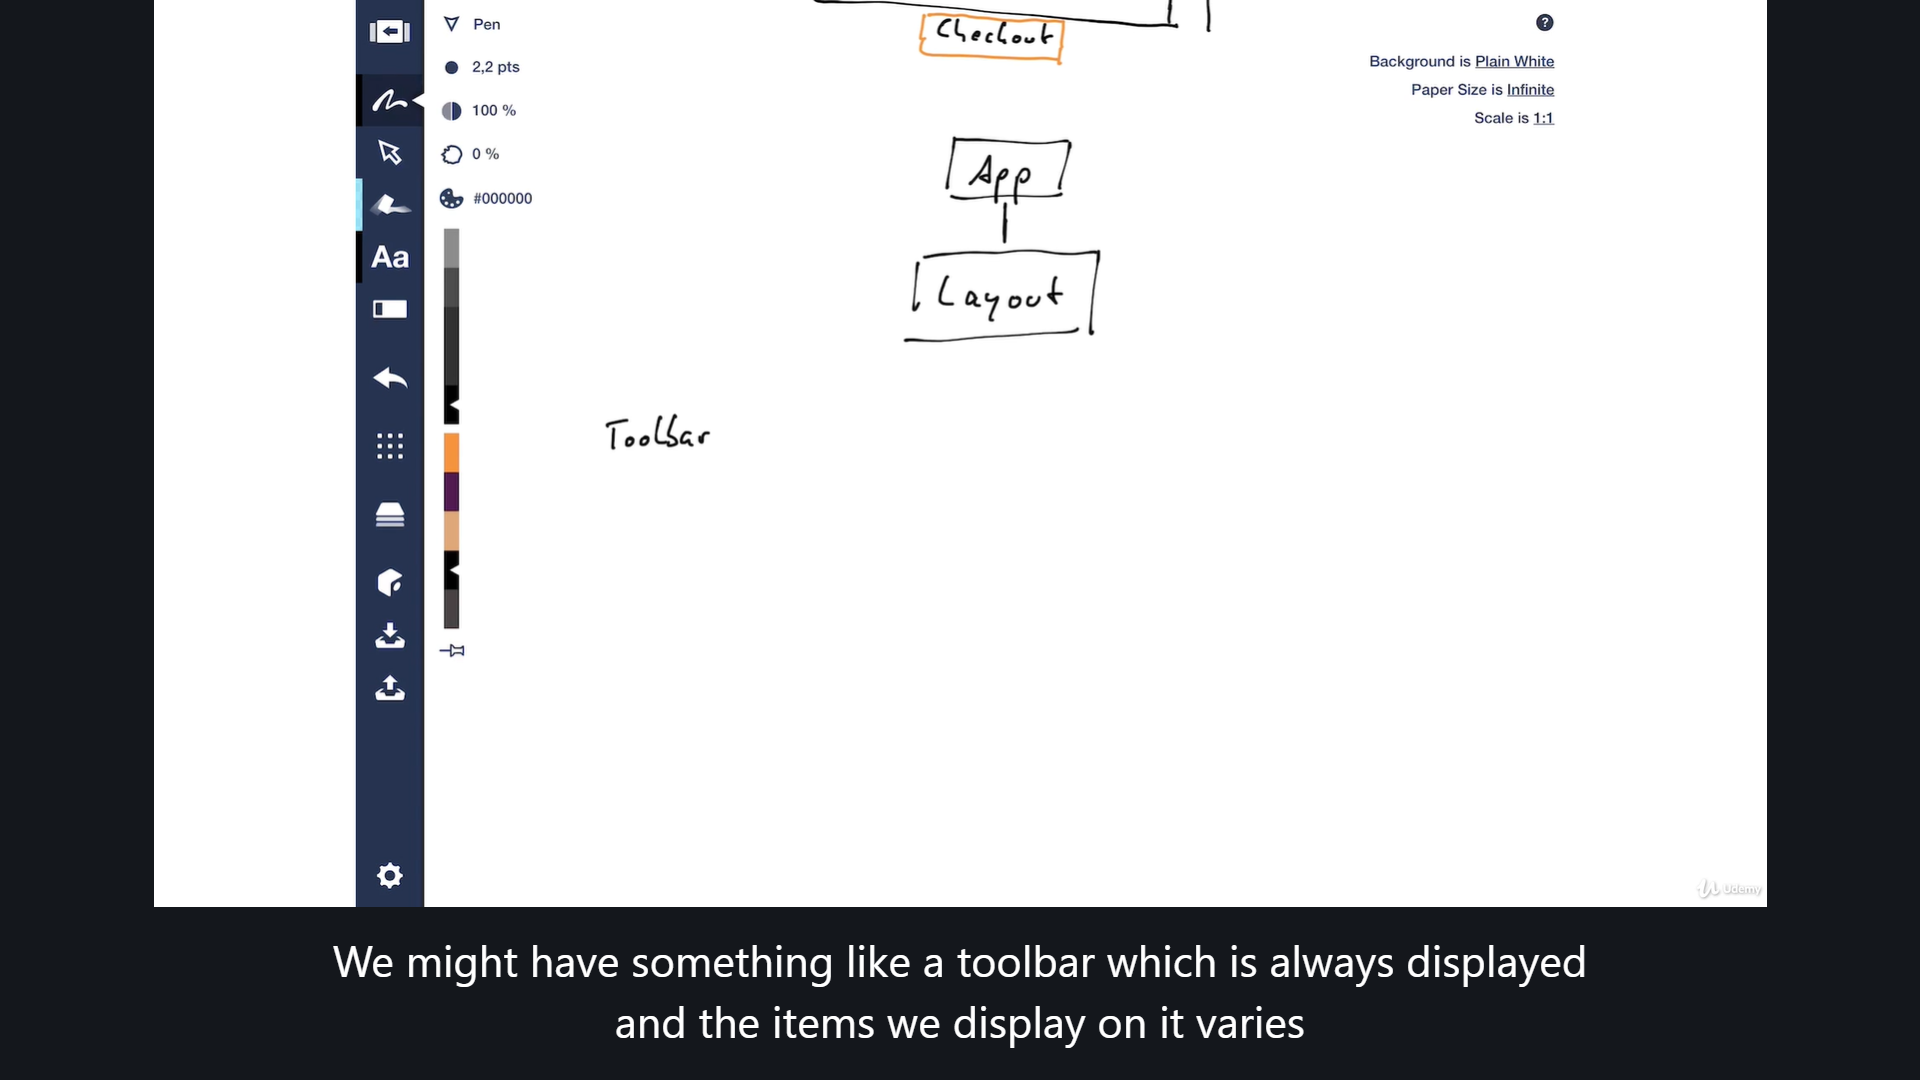 Pen
2,2 pts
100 %
0 %
#000000
Aa
Checkout
?
Background is Plain White
Paper Size is Infinite
Scale is 1:1
App
Layout
Toolbar
Udemy
We might have something like a toolbar which is always displayed
and the items we display on it varies